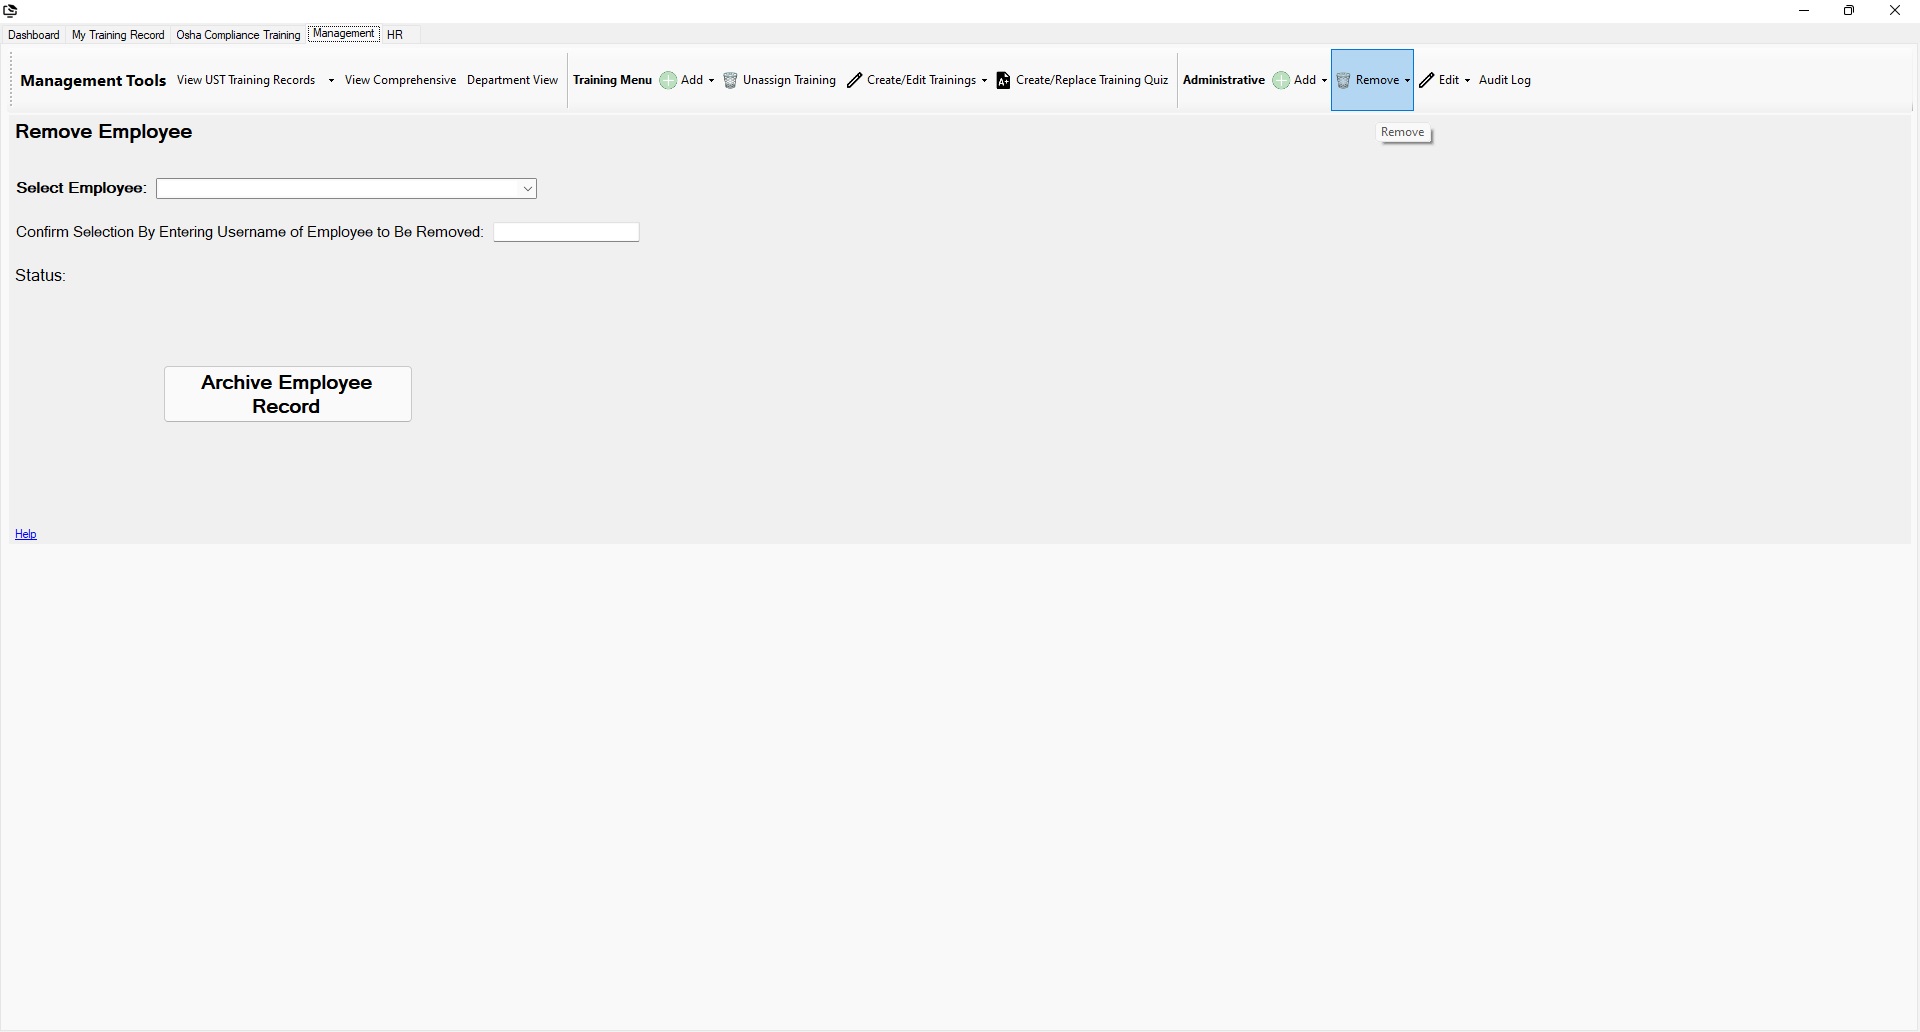 Dashboard My Training Record Osha Compliance Training Management HR
Management Tools View UST Training Records View Comprehensive Department View Training Menu Add Unassign Training Create/Edit Trainings Create/Replace Training Quiz Administrative Add Remove Edit Audit Log
Remove Employee
Remove
Select Employee:
Confirm Selection By Entering Username of Employee to Be Removed:
Status:
Archive Employee
Record
Help